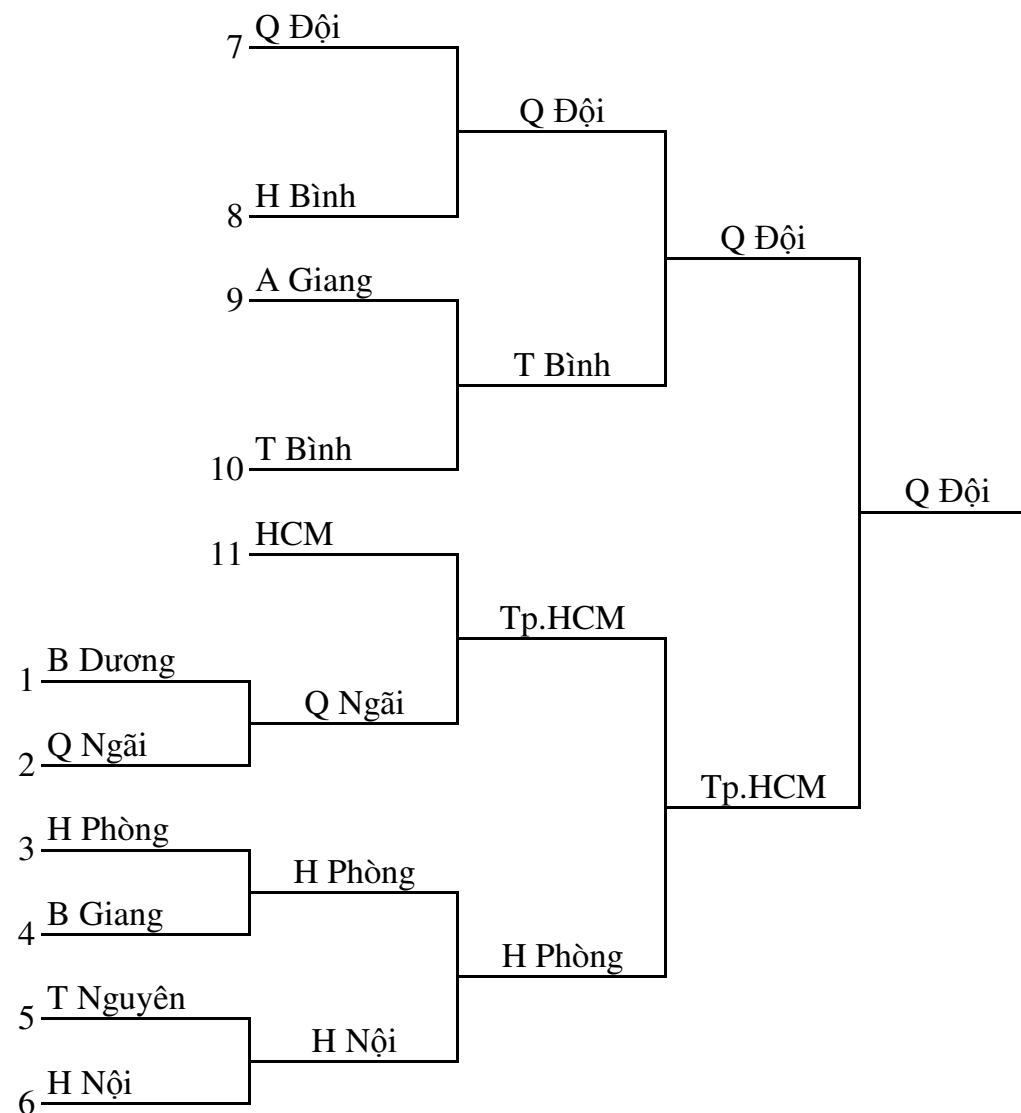 7 Q Đội
Q Đội
8 H Bình
Q Đội
9 A Giang
T Bình
10 T Bình
Q Đội
11 HCM
Tp.HCM
1 B Dương
Q Ngãi
2 Q Ngãi
Tp.HCM
3 H Phòng
H Phòng
4 B Giang
H Phòng
5 T Nguyên
H Nội
6 H Nội